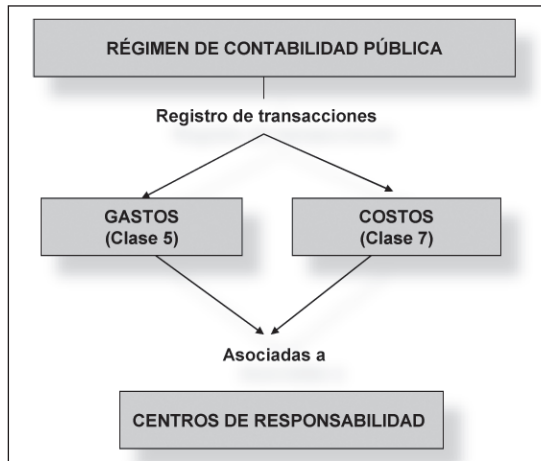 RÉGIMEN DE CONTABILIDAD PÚBLICA
Registro de transacciones
GASTOS
(Clase 5)
COSTOS
(Clase 7)
Asociadas a
CENTROS DE RESPONSABILIDAD